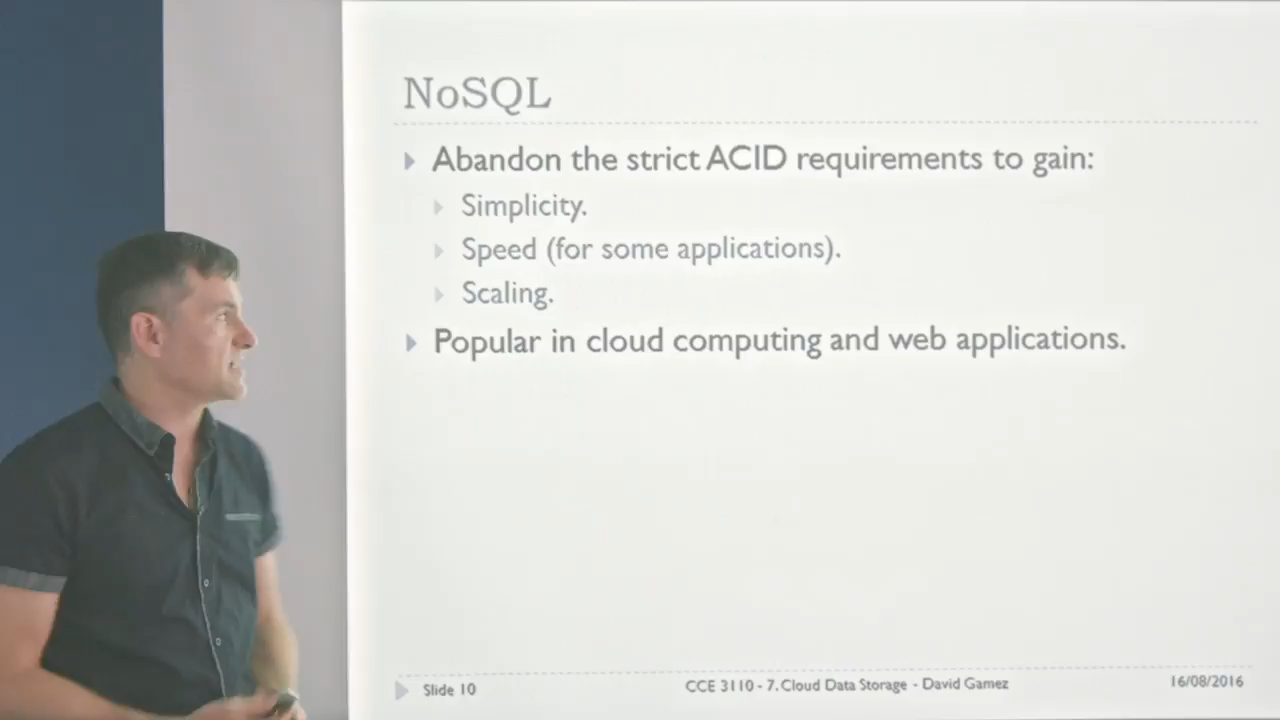 NoSQL
Abandon the strict ACID requirements to gain:
Simplicity.
Speed (for some applications).
Scaling.
Popular in cloud computing and web applications.
Slide 10
CCE 3110 - 7. Cloud Data Storage - David Gamez
16/08/2016